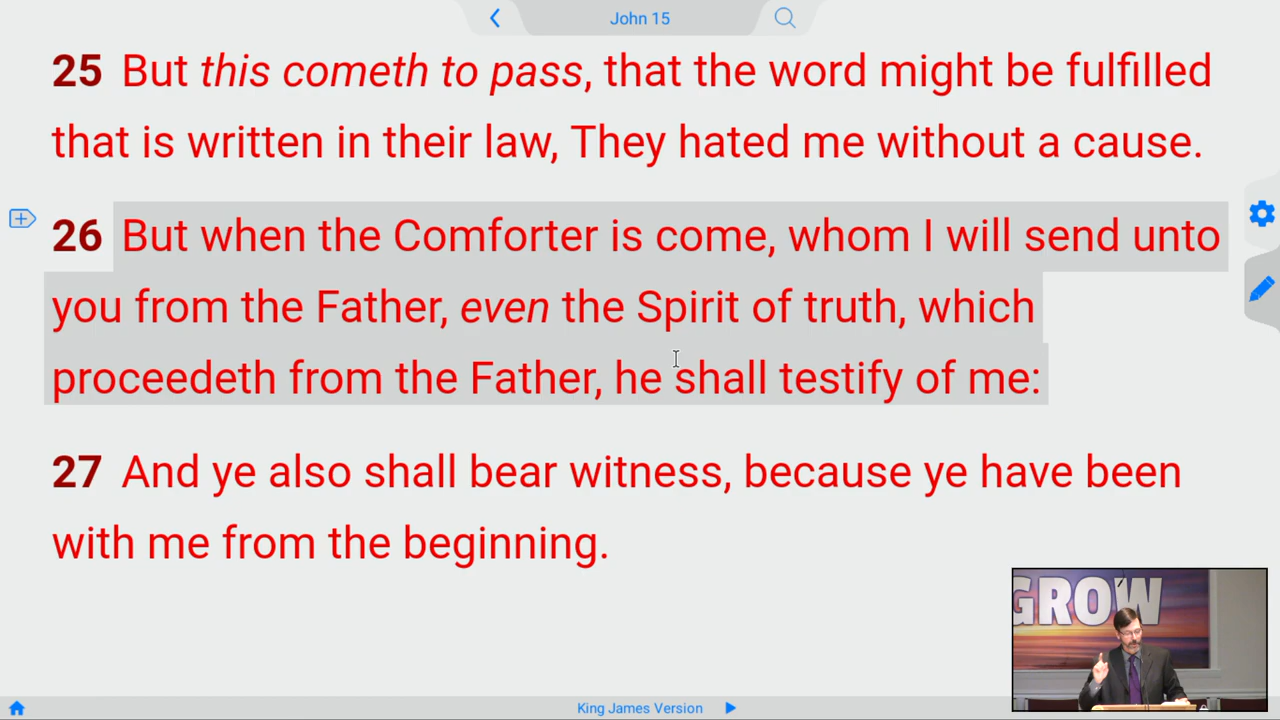 John 15
25 But this cometh to pass, that the word might be fulfilled
that is written in their law, They hated me without a cause.
26 But when the Comforter is come, whom I will send unto
you from the Father, even the Spirit of truth, which
proceedeth from the Father, he shall testify of me:
27 And ye also shall bear witness, because ye have been
with me from the beginning.
GROW
King James Version